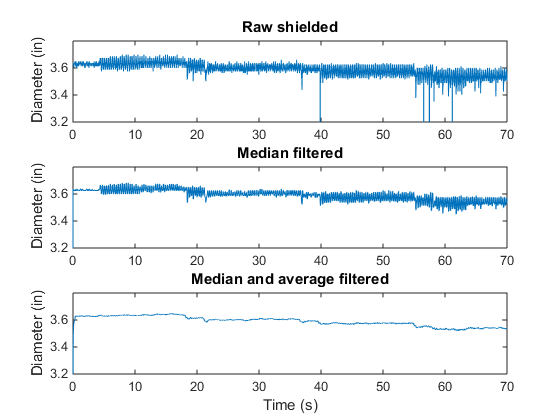 Raw shielded
Diameter (in)
3.6
3.4
3.2
0 10 20 30 40 50 60 70
Median filtered
Diameter (in)
3.6
3.4
3.2
0 10 20 30 40 50 60 70
Median and average filtered
Diameter (in)
3.6
3.4
3.2
0 10 20 30 40 50 60 70
Time (s)